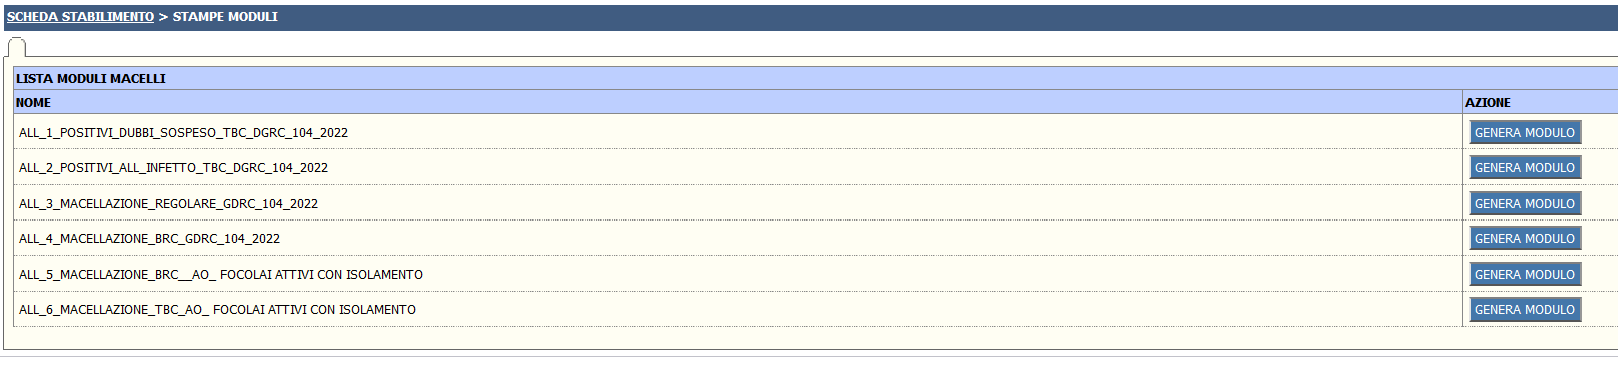 SCHEDA STABILIMENTO > STAMPE MODULI
LISTA MODULI MACELLI
NOME AZIONE
ALL_1_POSITIVI_DUBBI_SOSPESO_TBC_DGRC_104_2022 GENERA MODULO
ALL_2_POSITIVI_ALL_INFETTO_TBC_DGRC_104_2022 GENERA MODULO
ALL_3_MACELLAZIONE_REGOLARE_GDRC_104_2022 GENERA MODULO
ALL_4_MACELLAZIONE_BRC_GDRC_104_2022 GENERA MODULO
ALL_5_MACELLAZIONE_BRC__AO_ FOCOLAI ATTIVI CON ISOLAMENTO GENERA MODULO
ALL_6_MACELLAZIONE_TBC_AO_ FOCOLAI ATTIVI CON ISOLAMENTO GENERA MODULO